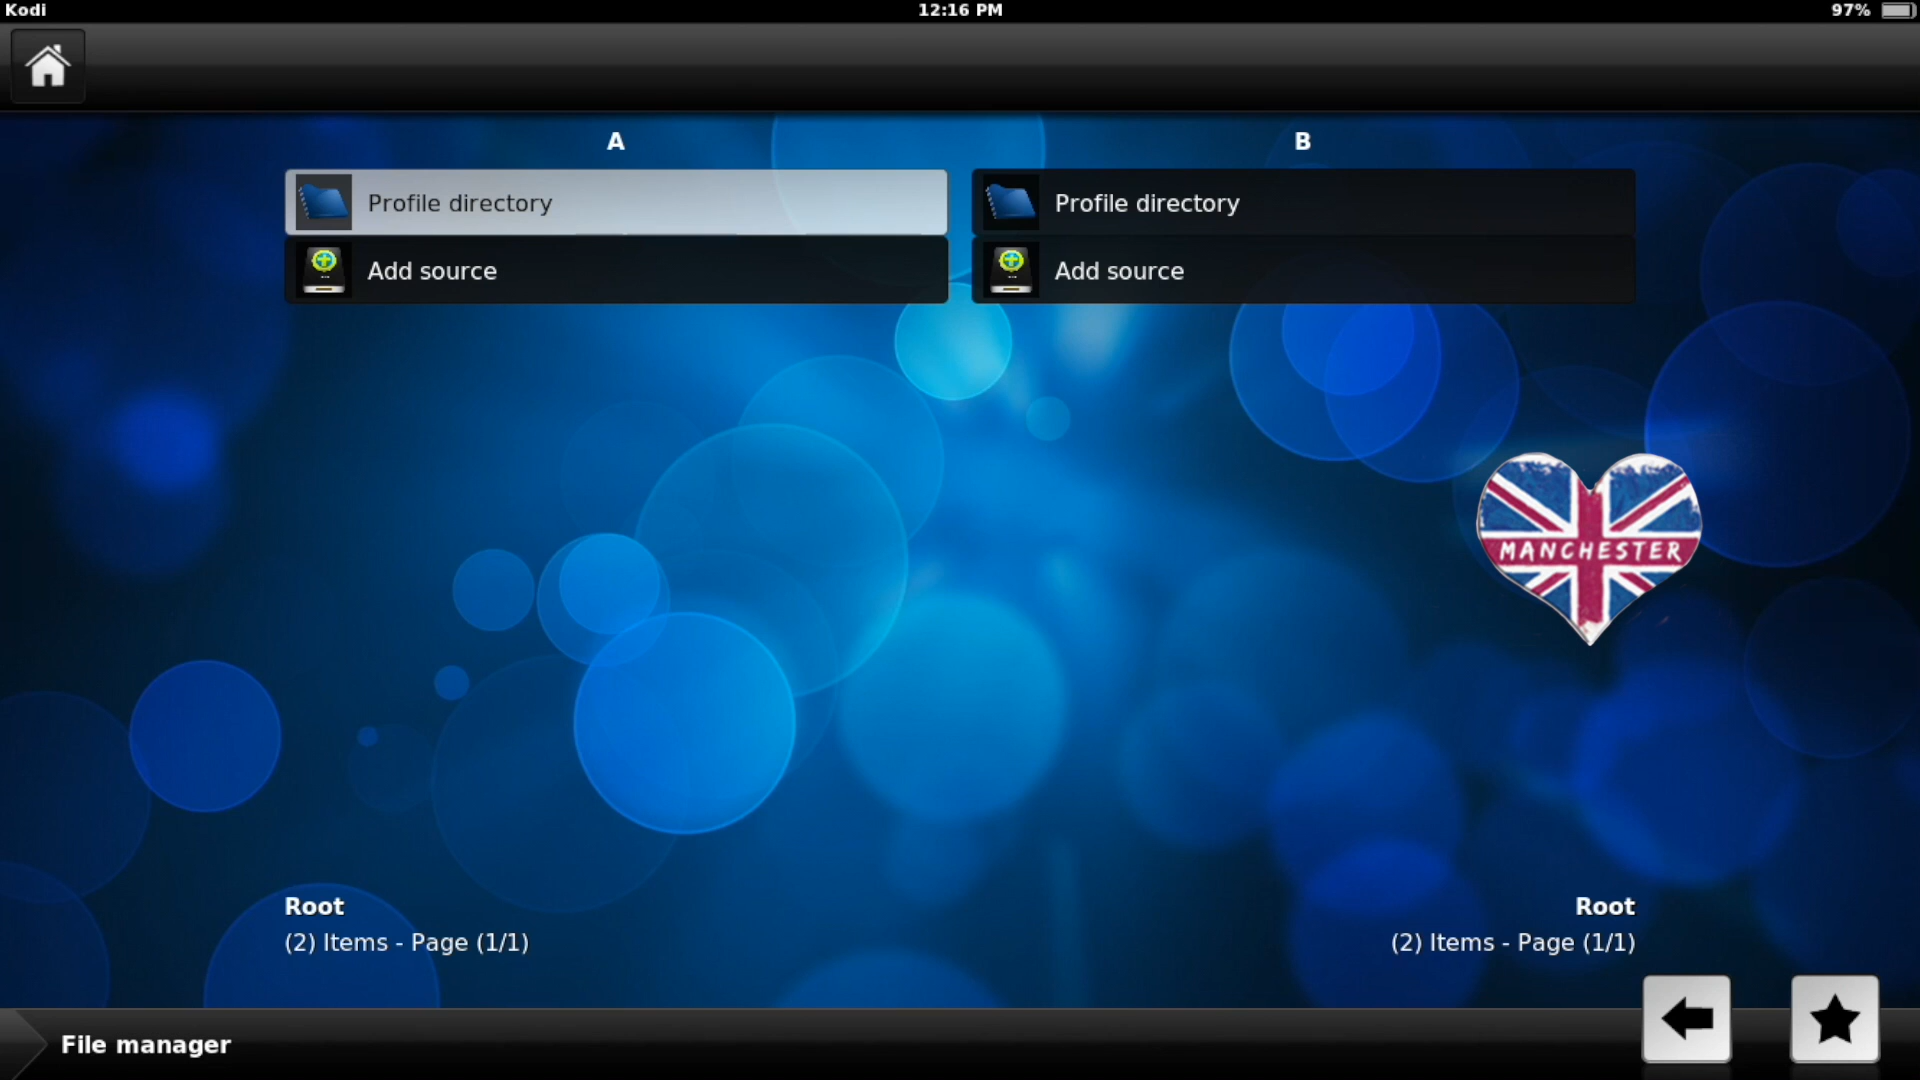 Kodi
12:16 PM
97%
A
B
Profile directory
Profile directory
Add source
Add source
MANCHESTER
Root
Root
(2) Items - Page (1/1)
(2) Items - Page (1/1)
File manager